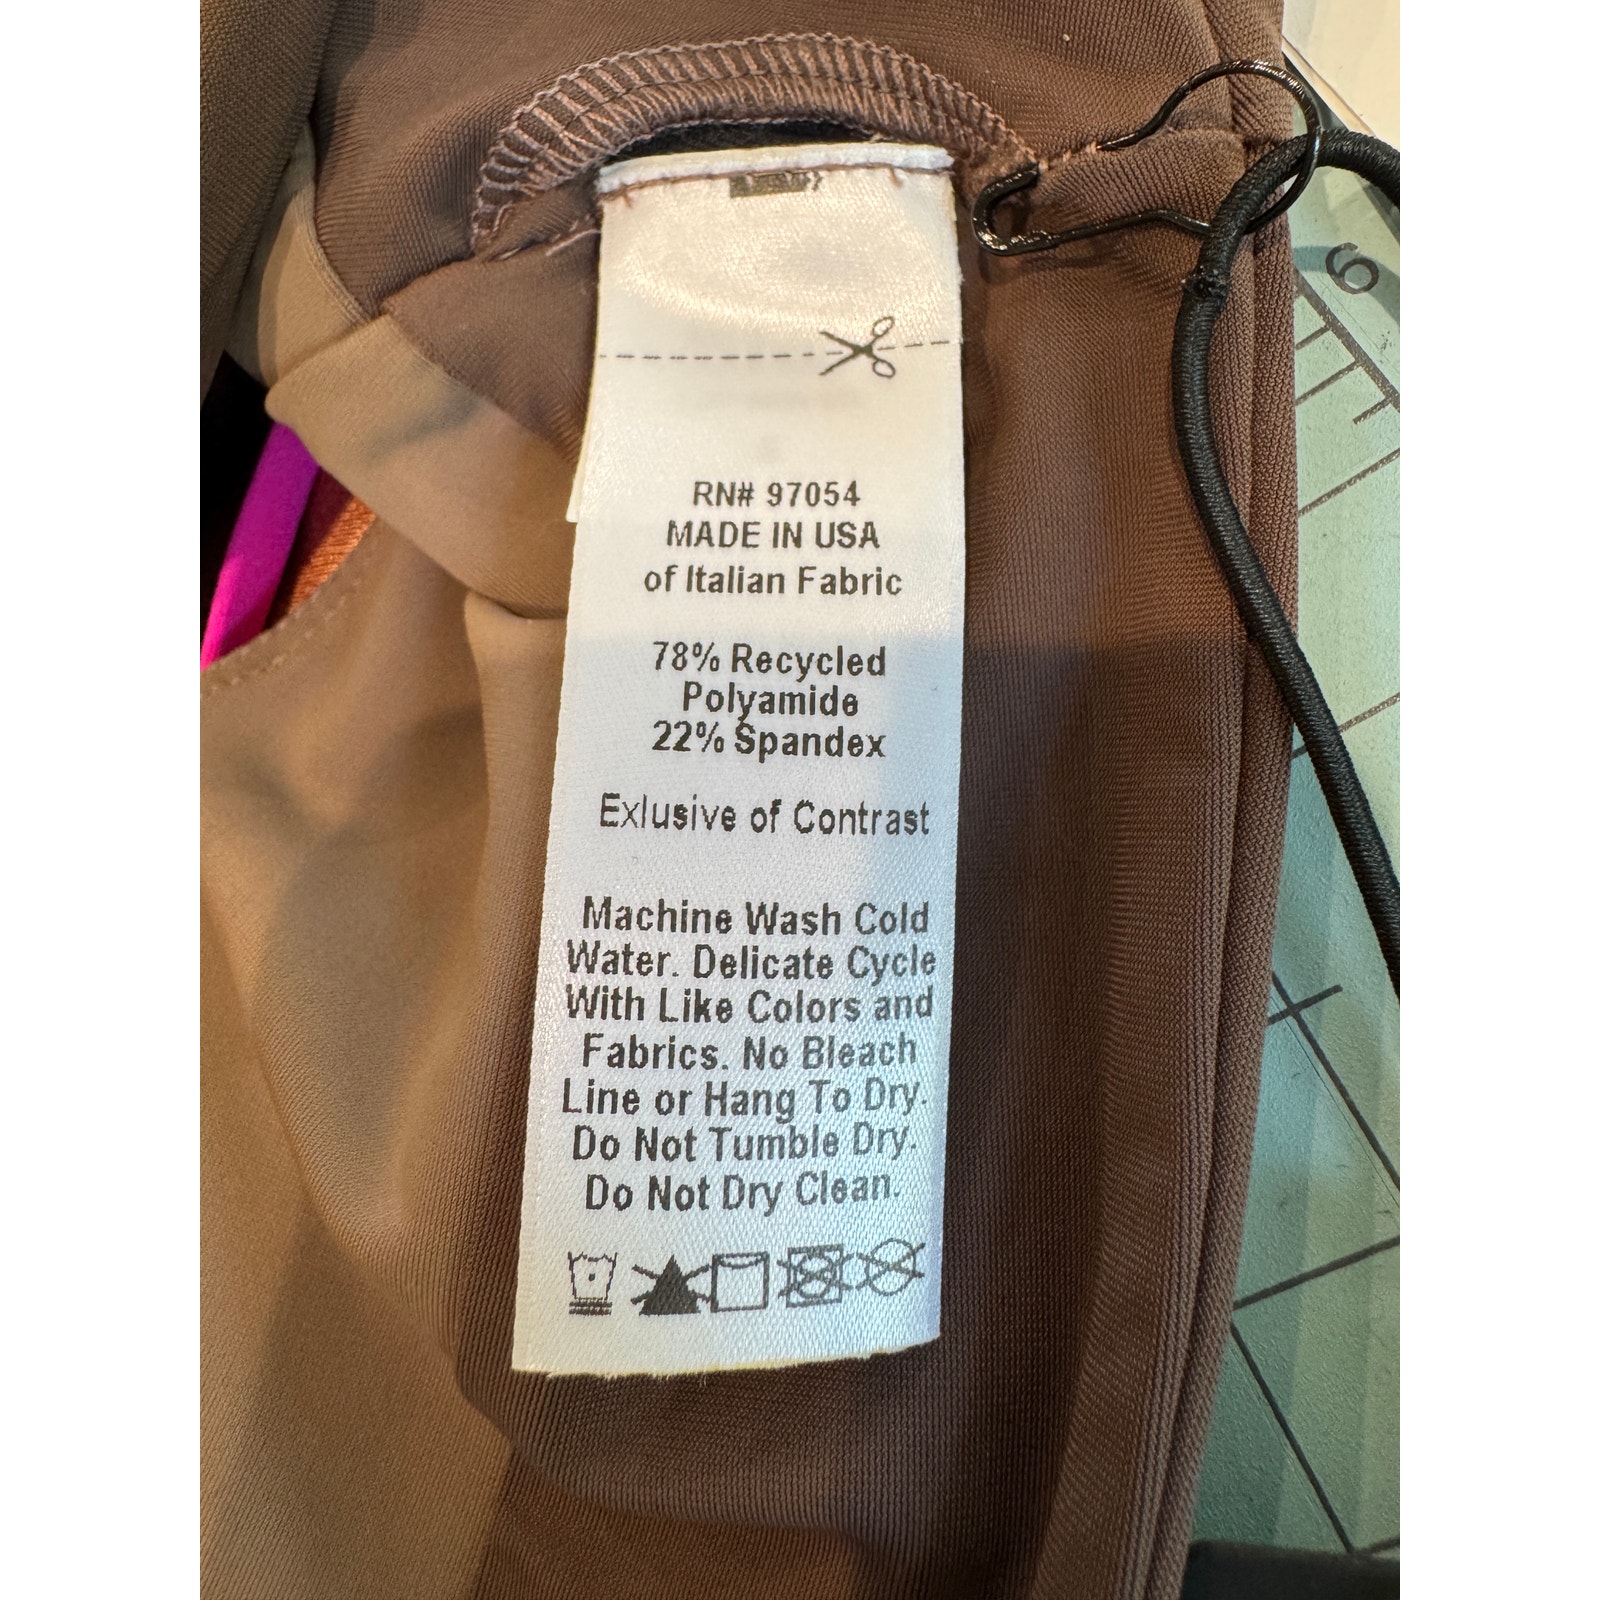 6
RN# 97054
MADE IN USA
of Italian Fabric
78% Recycled
Polyamide
22% Spandex
Exlusive of Contrast
Machine Wash Cold
Water. Delicate Cycle
With Like Colors and
Fabrics. No Bleach
Line or Hang To Dry.
Do Not Tumble Dry.
Do Not Dry Clean.